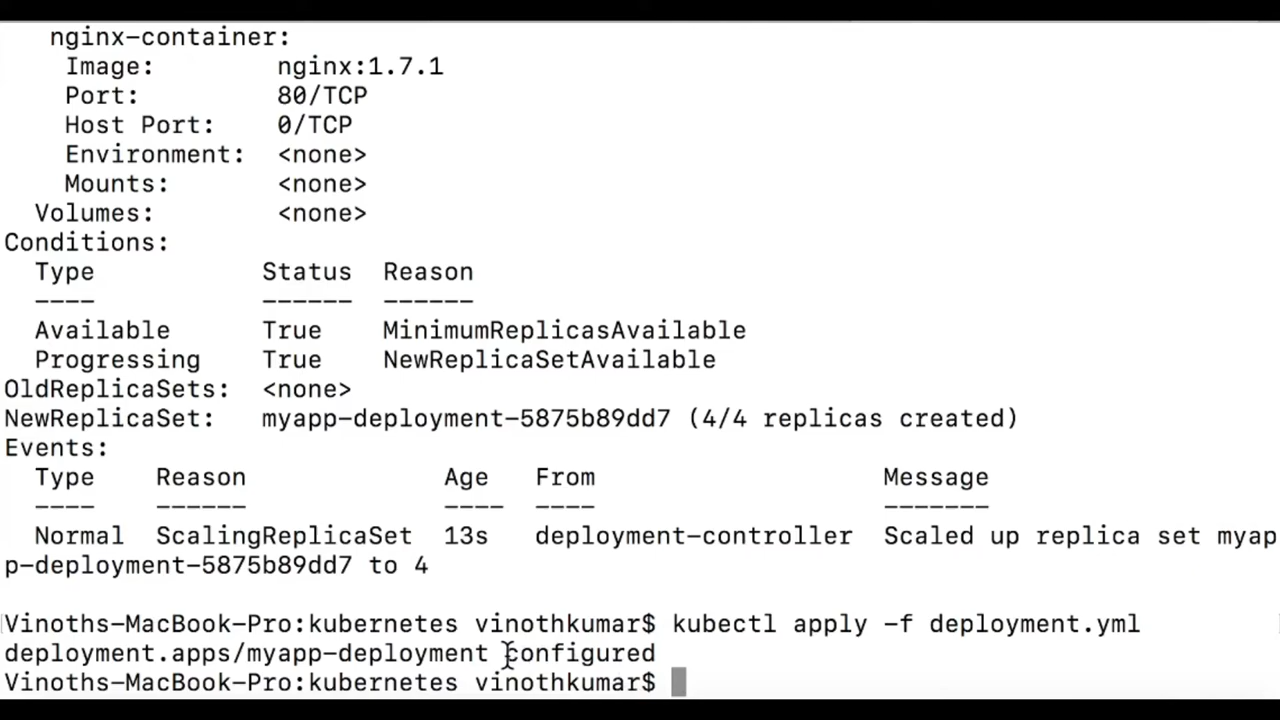 nginx-container:
Image: nginx:1.7.1
Port: 80/TCP
Host Port: 0/TCP
Environment: <none>
Mounts: <none>
Volumes: <none>
Conditions:
Type Status Reason
---- ------ ------
Available True MinimumReplicasAvailable
Progressing True NewReplicaSetAvailable
OldReplicaSets: <none>
NewReplicaSet: myapp-deployment-5875b89dd7 (4/4 replicas created)
Events:
Type Reason Age From Message
---- ------ ---- ---- -------
Normal ScalingReplicaSet 13s deployment-controller Scaled up replica set myap
p-deployment-5875b89dd7 to 4
Vinoths-MacBook-Pro:kubernetes vinothkumar$ kubectl apply -f deployment.yml
deployment.apps/myapp-deployment configured
Vinoths-MacBook-Pro:kubernetes vinothkumar$